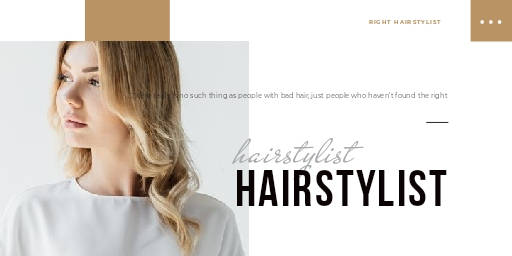 RIGHT HAIRSTYLIST
no such thing as people with bad hair, just people who haven't found the right
hairstylist
HAIRSTYLIST